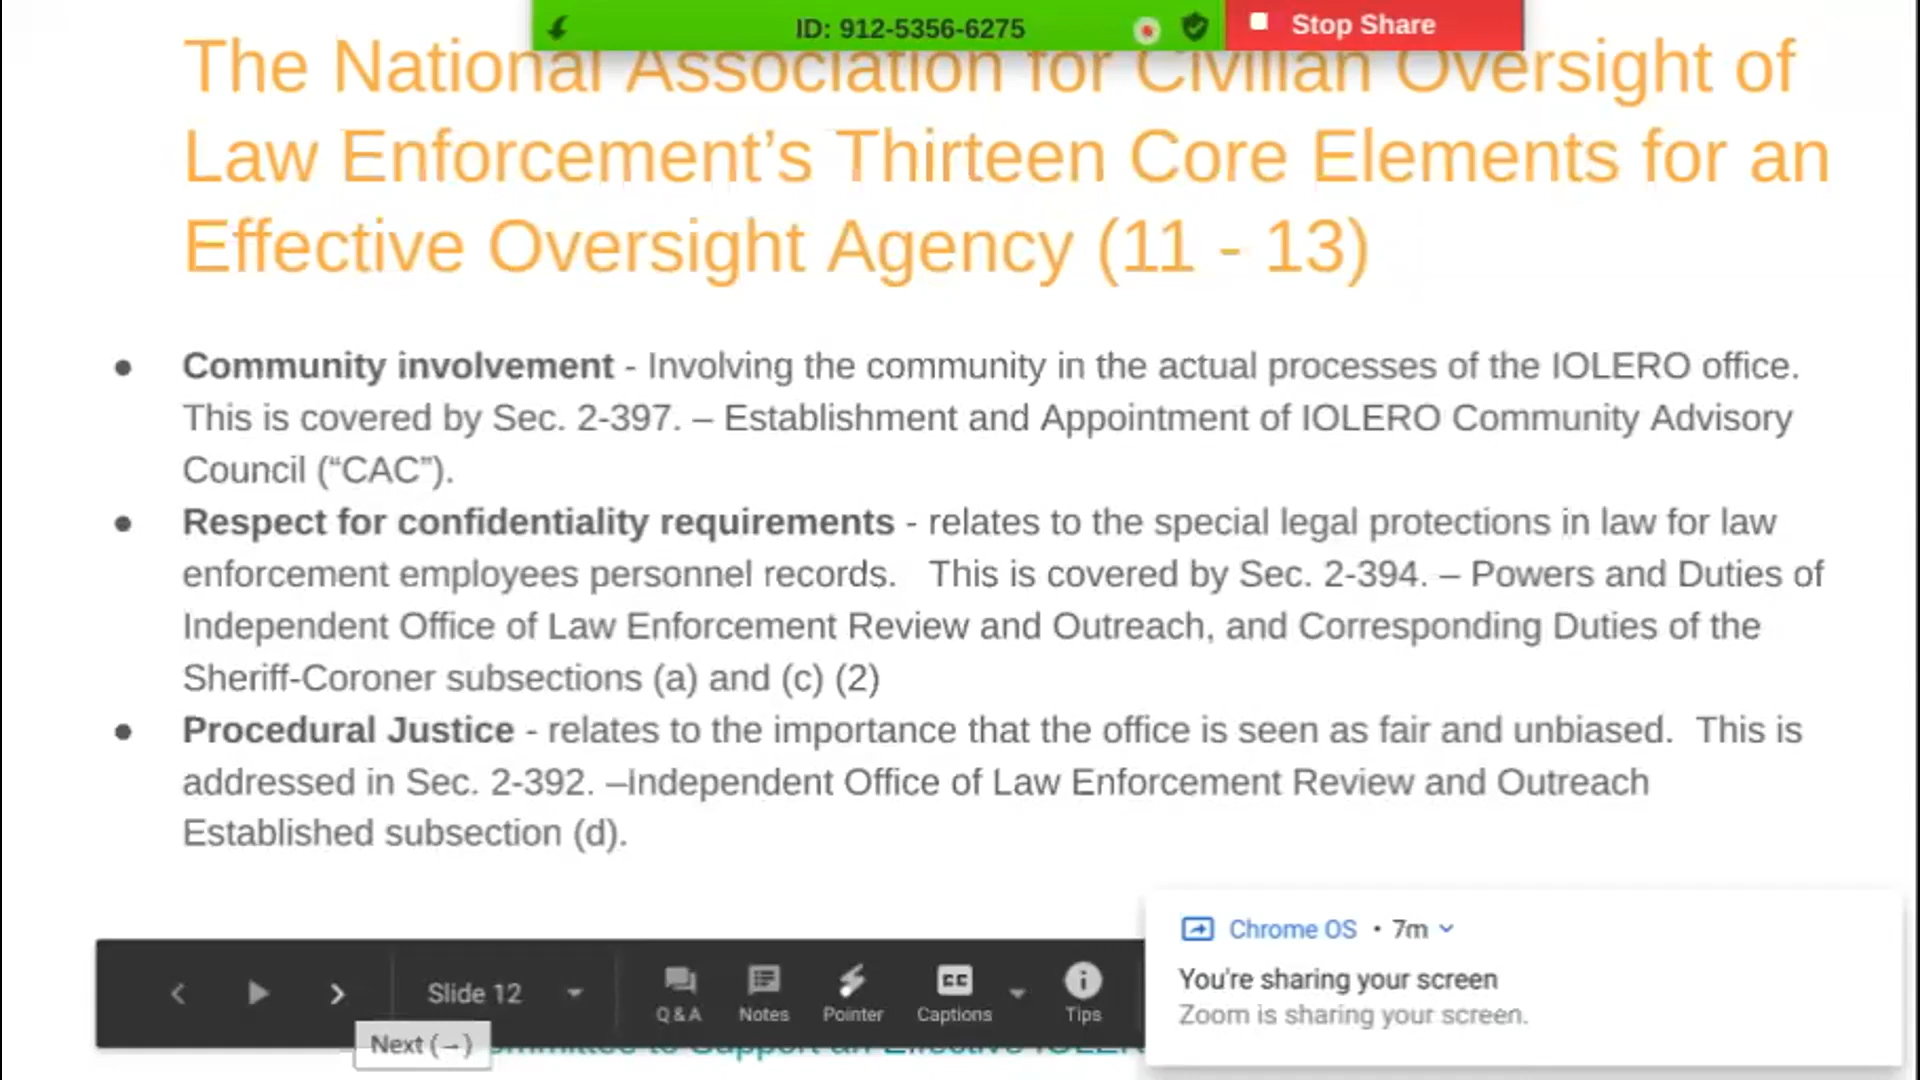 ID: 912-5356-6275
Stop Share
The National Association for Civilian Oversight of
Law Enforcement’s Thirteen Core Elements for an
Effective Oversight Agency (11 - 13)
● Community involvement - Involving the community in the actual processes of the IOLERO office.
This is covered by Sec. 2-397. – Establishment and Appointment of IOLERO Community Advisory
Council (“CAC”).
● Respect for confidentiality requirements - relates to the special legal protections in law for law
enforcement employees personnel records.   This is covered by Sec. 2-394. – Powers and Duties of
Independent Office of Law Enforcement Review and Outreach, and Corresponding Duties of the
Sheriff-Coroner subsections (a) and (c) (2)
● Procedural Justice - relates to the importance that the office is seen as fair and unbiased.  This is
addressed in Sec. 2-392. –Independent Office of Law Enforcement Review and Outreach
Established subsection (d).
Chrome OS • 7m
You're sharing your screen
Zoom is sharing your screen.
Slide 12
Q&A
Notes
Pointer
CC
Captions
Tips
Next (→)
to Support an Effective